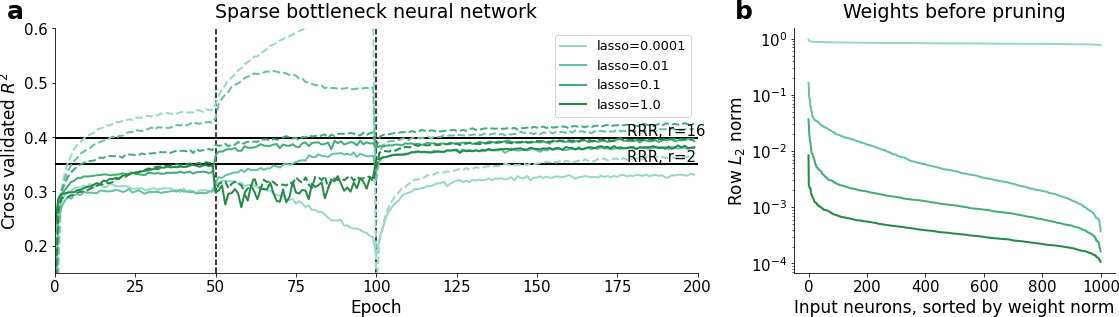 a
Sparse bottleneck neural network
Cross validated R²
0.6
0.5
0.4
0.3
0.2
0
25
50
75
100
125
150
175
200
Epoch
lasso=0.0001
lasso=0.01
lasso=0.1
lasso=1.0
RRR, r=16
RRR, r=2
b
Weights before pruning
Row L₂ norm
10⁰
10⁻¹
10⁻²
10⁻³
10⁻⁴
0
200
400
600
800
1000
Input neurons, sorted by weight norm